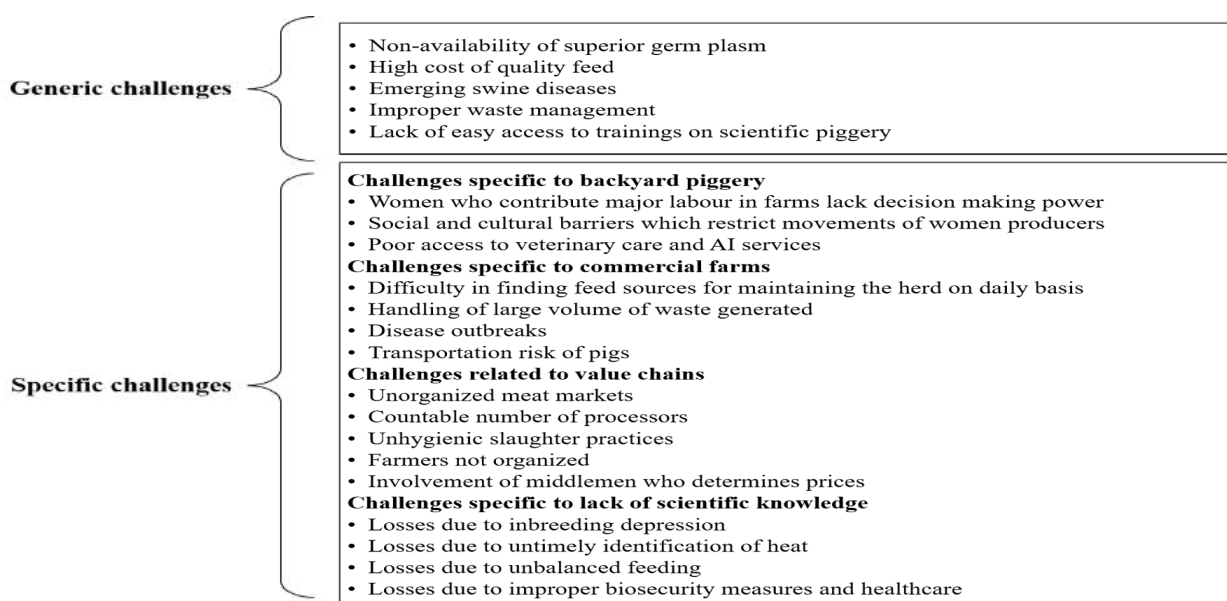 Generic challenges
• Non-availability of superior germ plasm
• High cost of quality feed
• Emerging swine diseases
• Improper waste management
• Lack of easy access to trainings on scientific piggery
Specific challenges
Challenges specific to backyard piggery
• Women who contribute major labour in farms lack decision making power
• Social and cultural barriers which restrict movements of women producers
• Poor access to veterinary care and AI services
Challenges specific to commercial farms
• Difficulty in finding feed sources for maintaining the herd on daily basis
• Handling of large volume of waste generated
• Disease outbreaks
• Transportation risk of pigs
Challenges related to value chains
• Unorganized meat markets
• Countable number of processors
• Unhygienic slaughter practices
• Farmers not organized
• Involvement of middlemen who determines prices
Challenges specific to lack of scientific knowledge
• Losses due to inbreeding depression
• Losses due to untimely identification of heat
• Losses due to unbalanced feeding
• Losses due to improper biosecurity measures and healthcare